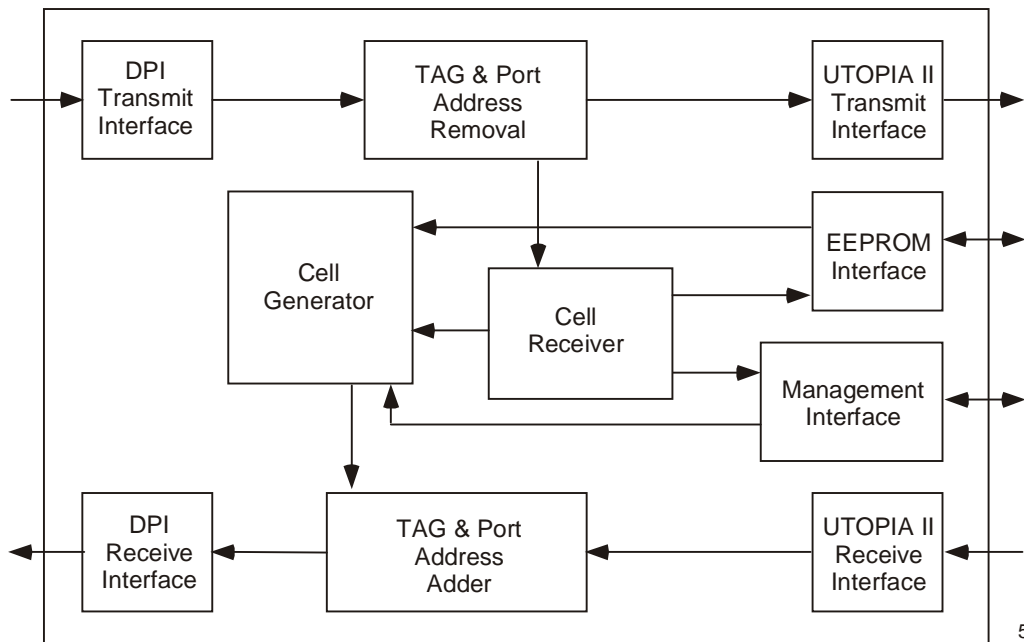 DPI
Transmit
Interface
TAG & Port
Address
Removal
UTOPIA II
Transmit
Interface
Cell
Generator
EEPROM
Interface
Cell
Receiver
Management
Interface
DPI
Receive
Interface
TAG & Port
Address
Adder
UTOPIA II
Receive
Interface
5